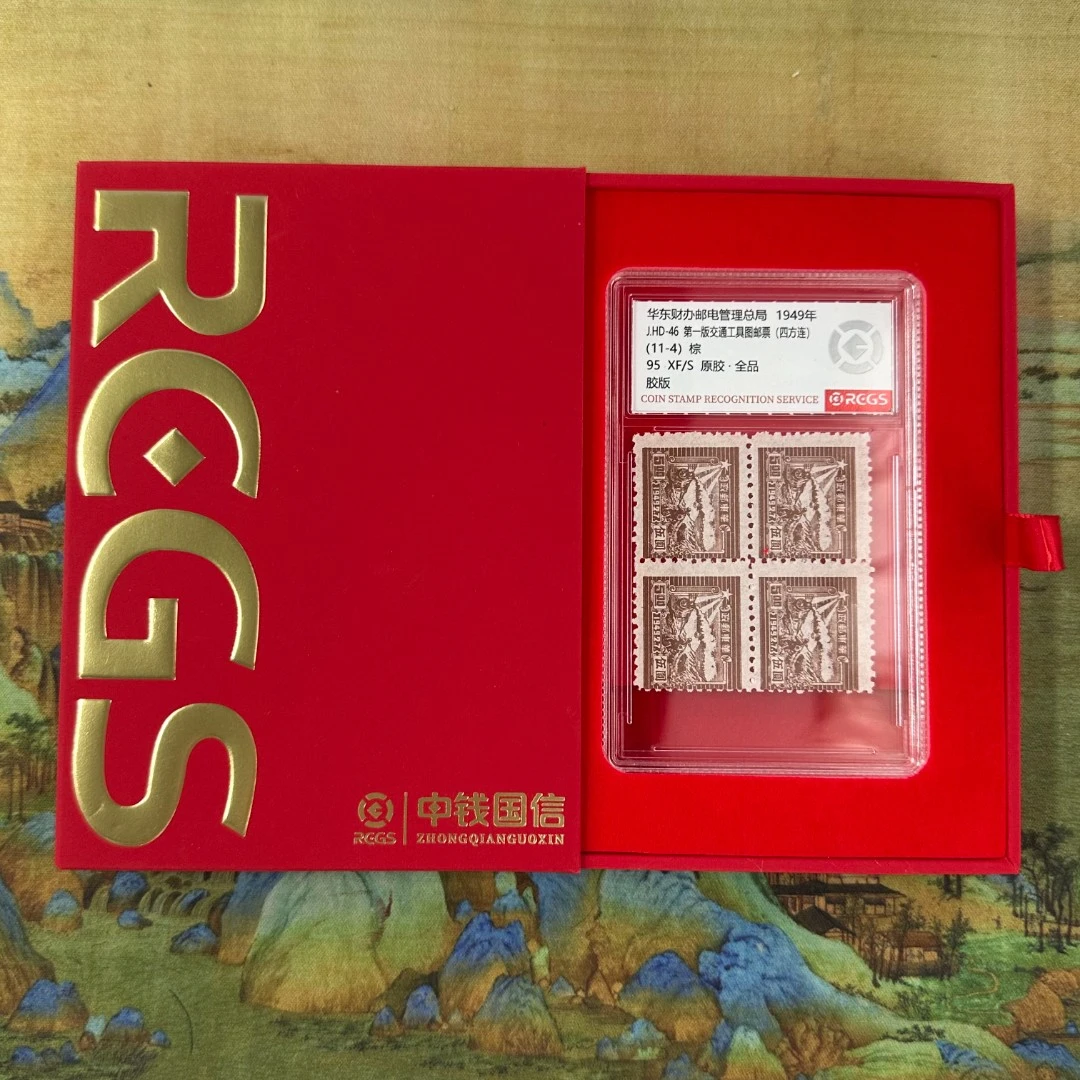 RCGS
RCGS
中钱国信
ZHONGQIANGUOXIN
华东财办邮电管理总局 1949年
J.HD-46 第一版交通工具图邮票（四方连）
(11-4) 棕
95 XF/S 原胶·全品
胶版
COIN STAMP RECOGNITION SERVICE
RCGS